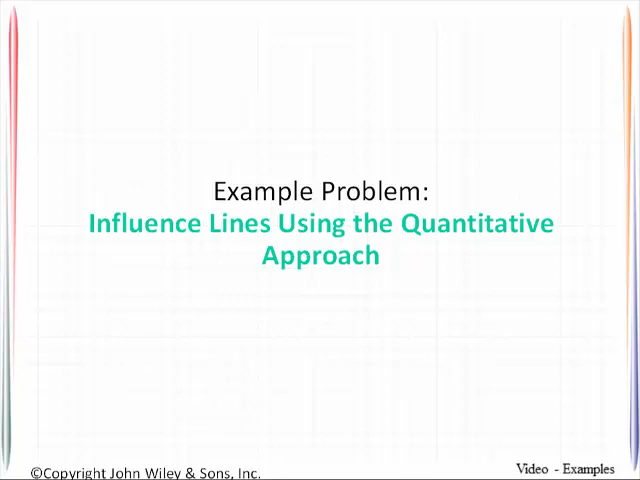 Example Problem:
Influence Lines Using the Quantitative
Approach
©Copyright John Wiley & Sons, Inc.
Video - Examples